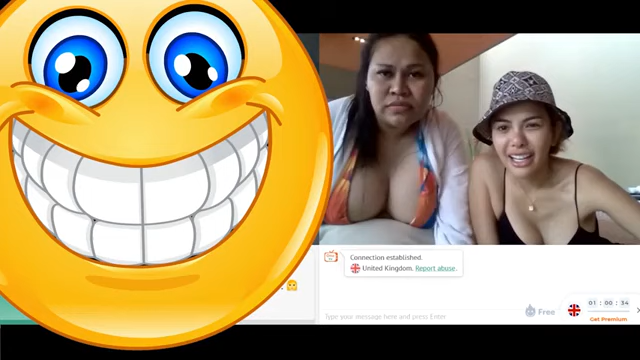 Connection established.
United Kingdom. Report abuse.
Type your message here and press Enter
Free
01 : 00 : 34
Get Premium